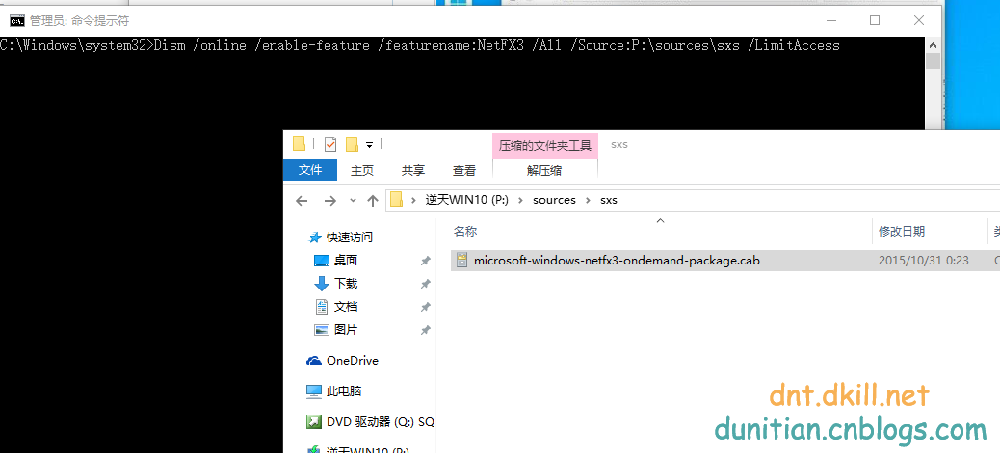 管理员: 命令提示符
C:\Windows\system32>Dism /online /enable-feature /featurename:NetFX3 /All /Source:P:\sources\sxs /LimitAccess
压缩的文件夹工具
sxs
文件
主页
共享
查看
解压缩
逆天WIN10 (P:)
sources
sxs
名称
修改日期
快速访问
microsoft-windows-netfx3-ondemand-package.cab
2015/10/31 0:23
桌面
下载
文档
图片
OneDrive
此电脑
DVD 驱动器 (Q:) SQ
逆天WIN10 (P:)
dnt.dkill.net
dunitian.cnblogs.com